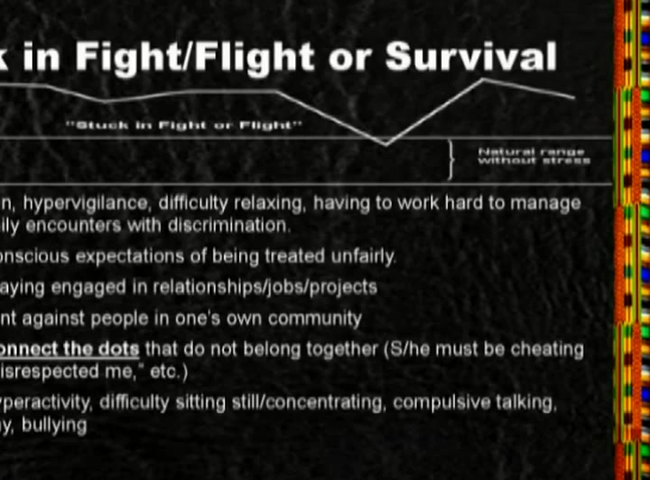 k in Fight/Flight or Survival
"Stuck in Fight or Flight"
Natural range
without stress
n, hypervigilance, difficulty relaxing, having to work hard to manage
ily encounters with discrimination.
onscious expectations of being treated unfairly.
aying engaged in relationships/jobs/projects
nt against people in one's own community
onnect the dots that do not belong together (S/he must be cheating
isrespected me," etc.)
yperactivity, difficulty sitting still/concentrating, compulsive talking,
y, bullying